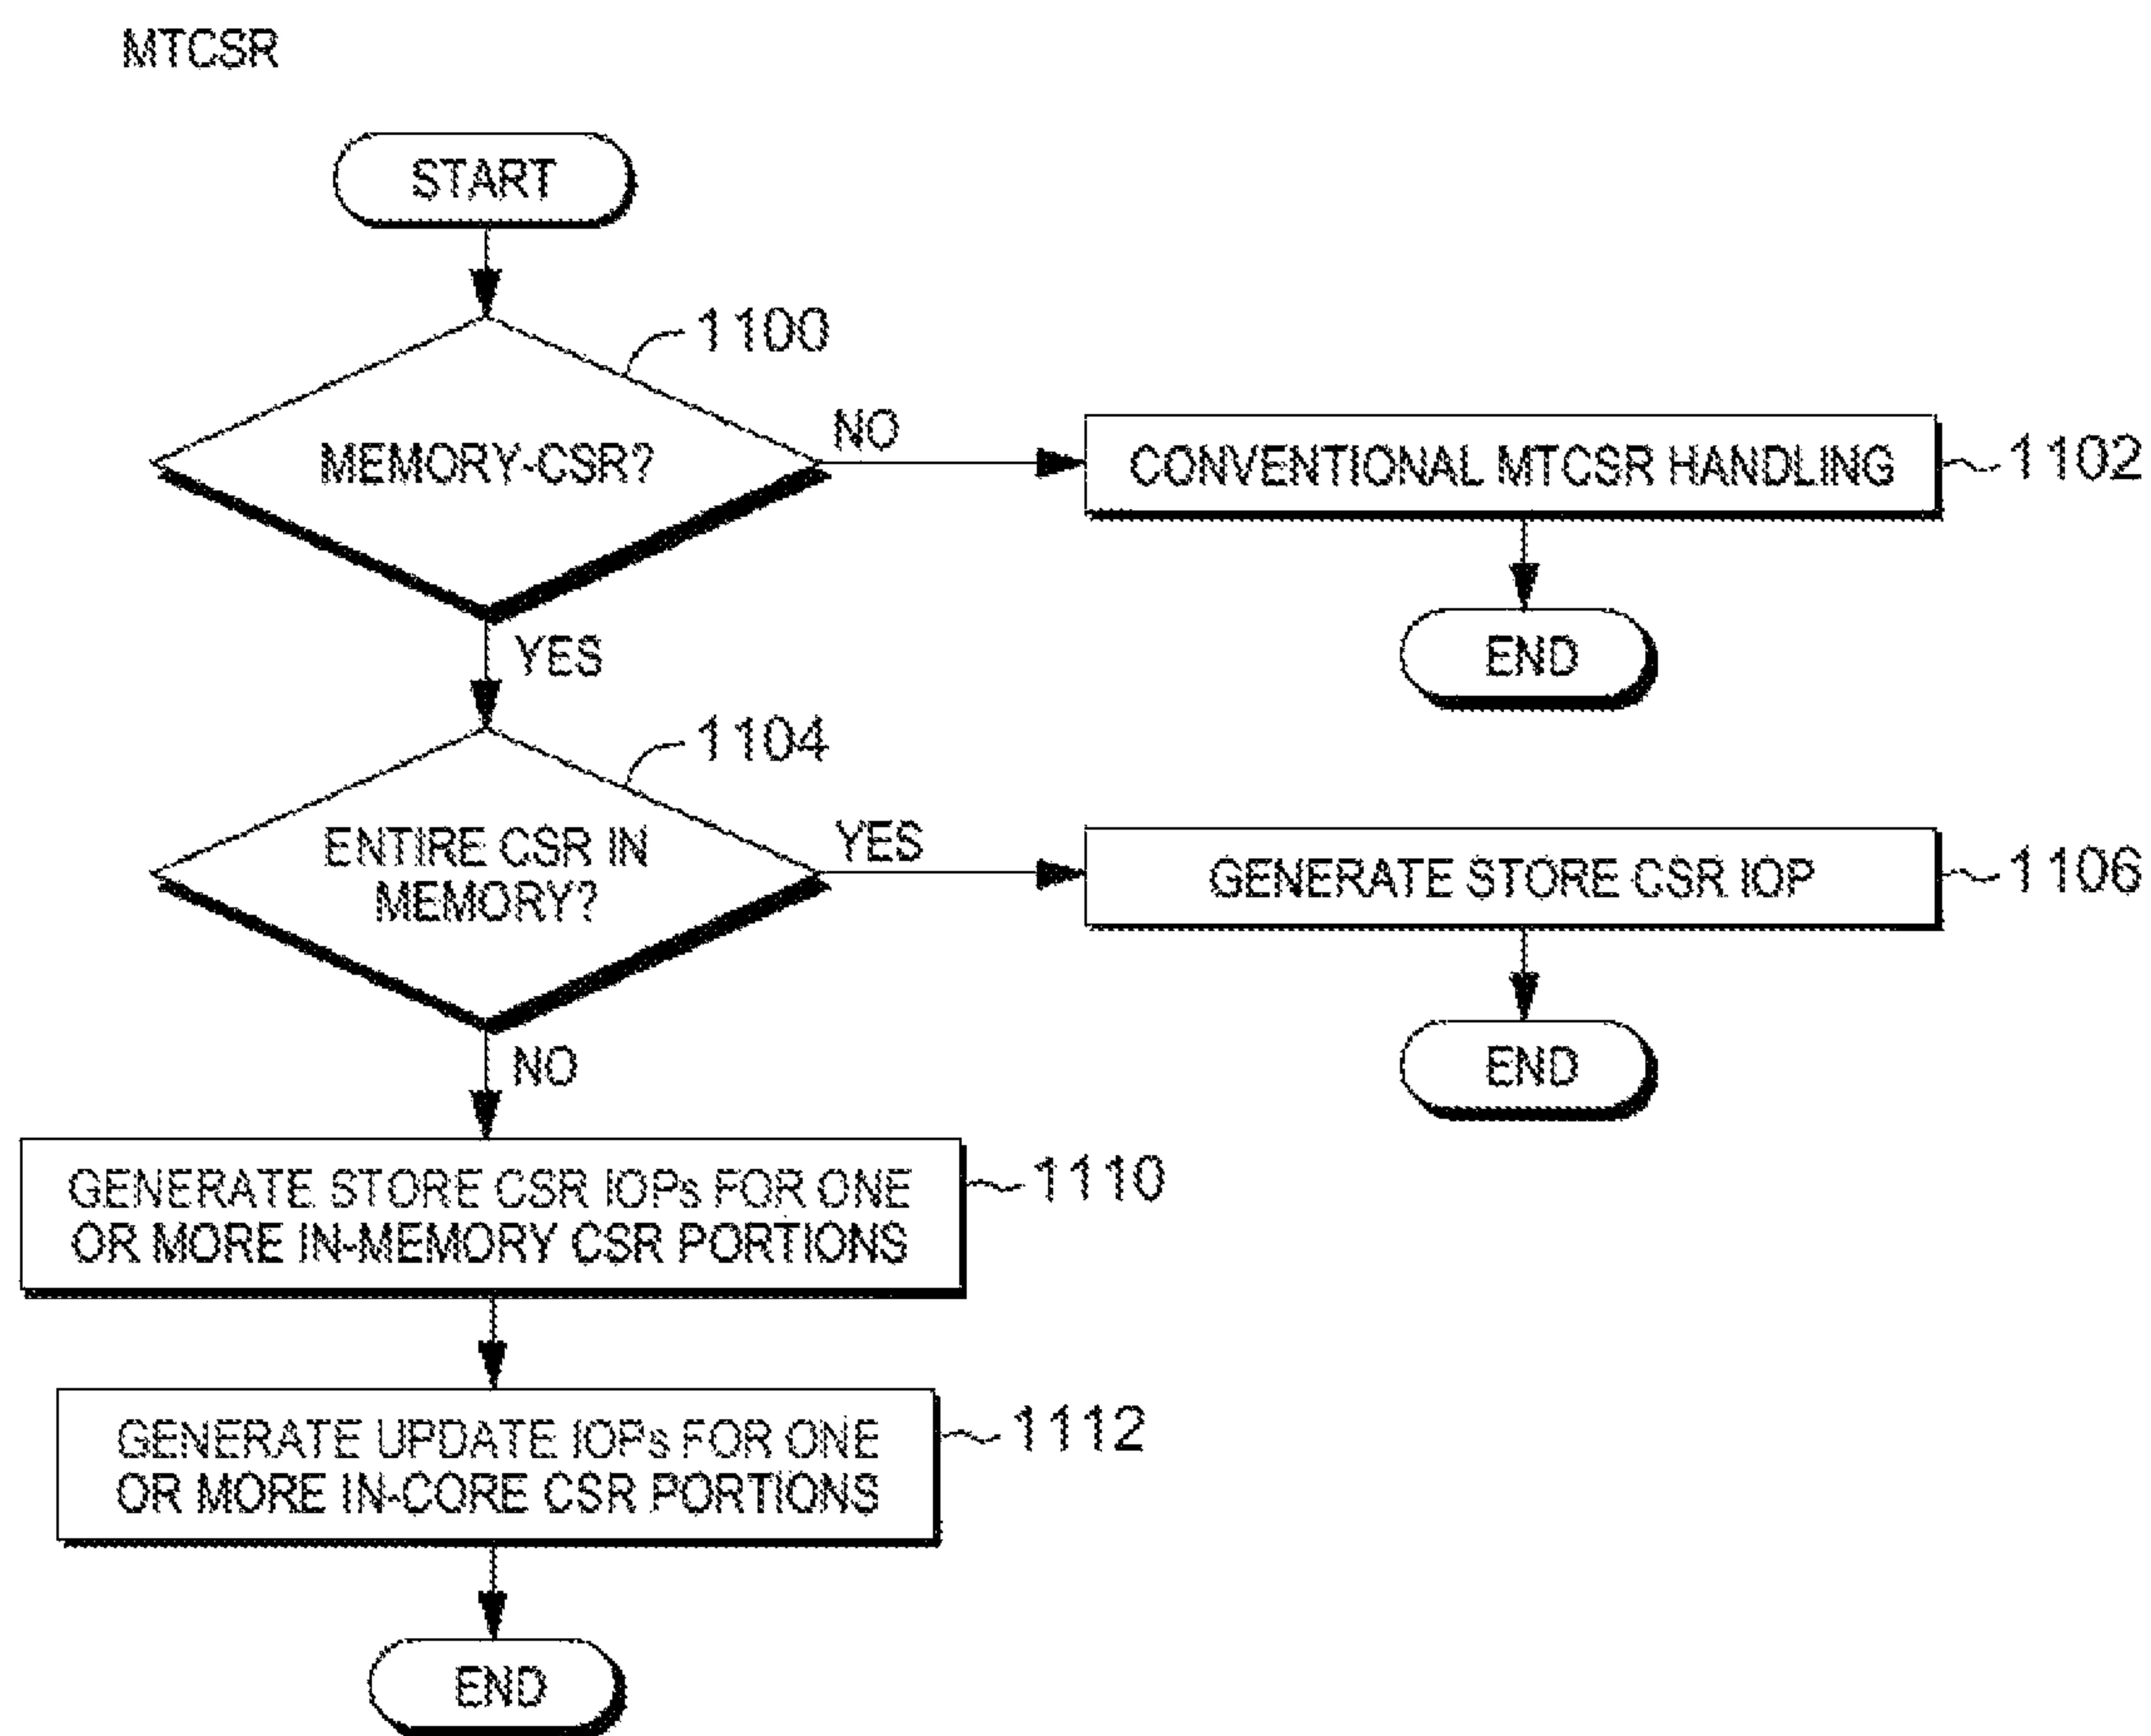 MTCSR
START
1100
MEMORY-CSR?
NO
CONVENTIONAL MTCSR HANDLING
1102
END
YES
1104
ENTIRE CSR IN
MEMORY?
YES
GENERATE STORE CSR IOP
1106
END
NO
GENERATE STORE CSR IOPs FOR ONE
OR MORE IN-MEMORY CSR PORTIONS
1110
GENERATE UPDATE IOPs FOR ONE
OR MORE IN-CORE CSR PORTIONS
1112
END